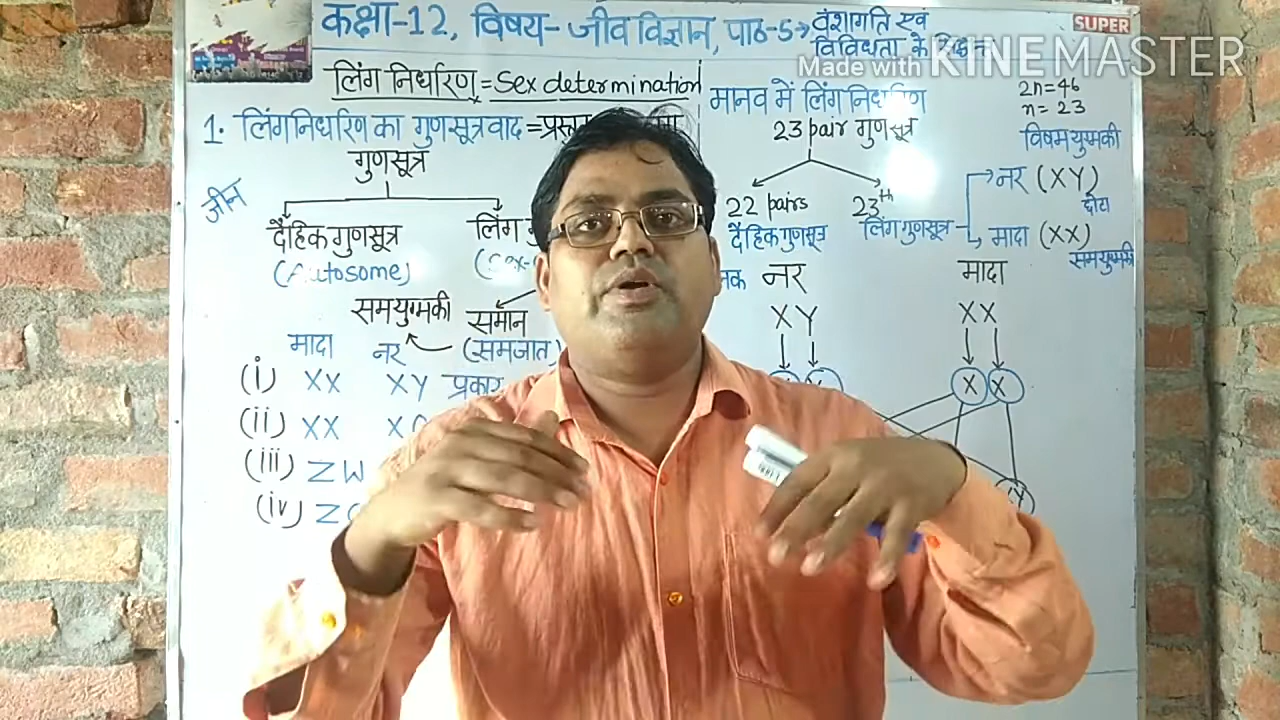 कक्षा-12, विषय- जीव विज्ञान, पाठ-5→ वंशागति एवं
विविधता के
SUPER
Made with KINEMASTER
लिंग निर्धारण = Sex determination
1. लिंगनिर्धारण का गुणसूत्रवाद =
गुणसूत्र
जीन
दैहिक गुणसूत्र
(Autosome)
लिंग
समयुग्मकी
समान
(समजात)
मादा नर
(i) XX XY प्रकार
(ii) XX
(iii) ZW
(iv)
मानव में लिंग निर्धारण
2n=46
n=23
23 pair गुणसूत्र
विषमयुग्मकी
22 pairs
दैहिक गुणसूत्र
23th
लिंग गुणसूत्र
नर (XY)
मादा (XX)
समयुग्मकी
नर मादा
XY XX
X X